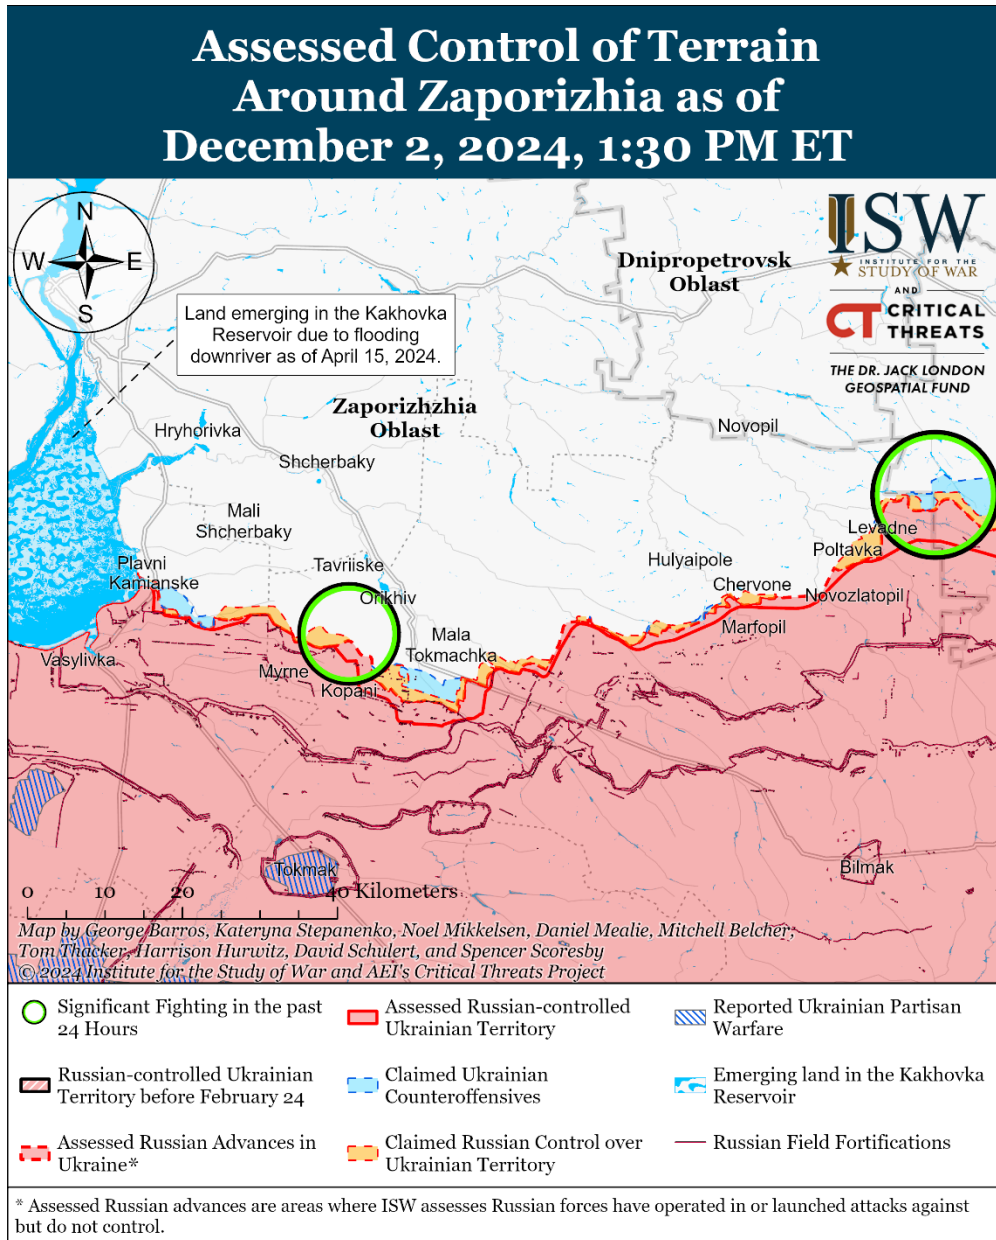 Assessed Control of Terrain
Around Zaporizhia as of
December 2, 2024, 1:30 PM ET
N
W
E
S
ISW
INSTITUTE FOR THE
STUDY OF WAR
AND
CT CRITICAL
THREATS
THE DR. JACK LONDON
GEOSPATIAL FUND
Dnipropetrovsk
Oblast
Land emerging in the Kakhovka
Reservoir due to flooding
downriver as of April 15, 2024.
Zaporizhzhia
Oblast
Hryhorivka
Novopil
Shcherbaky
Mali
Shcherbaky
Levadne
Poltavka
Plavni
Kamianske
Tavriiske
Hulyaipole
Chervone
Orikhiv
Novozlatopil
Marfopil
Mala
Tokmachka
Vasylivka
Myrne
Kopani
Tokmak
Bilmak
0 10 20 40 Kilometers
Map by George Barros, Kateryna Stepanenko, Noel Mikkelsen, Daniel Mealie, Mitchell Belcher,
Tom Thacker, Harrison Hurwitz, David Schulert, and Spencer Scoresby
© 2024 Institute for the Study of War and AEI's Critical Threats Project
Significant Fighting in the past
24 Hours
Assessed Russian-controlled
Ukrainian Territory
Reported Ukrainian Partisan
Warfare
Russian-controlled Ukrainian
Territory before February 24
Claimed Ukrainian
Counteroffensives
Emerging land in the Kakhovka
Reservoir
Assessed Russian Advances in
Ukraine*
Claimed Russian Control over
Ukrainian Territory
Russian Field Fortifications
* Assessed Russian advances are areas where ISW assesses Russian forces have operated in or launched attacks against
but do not control.